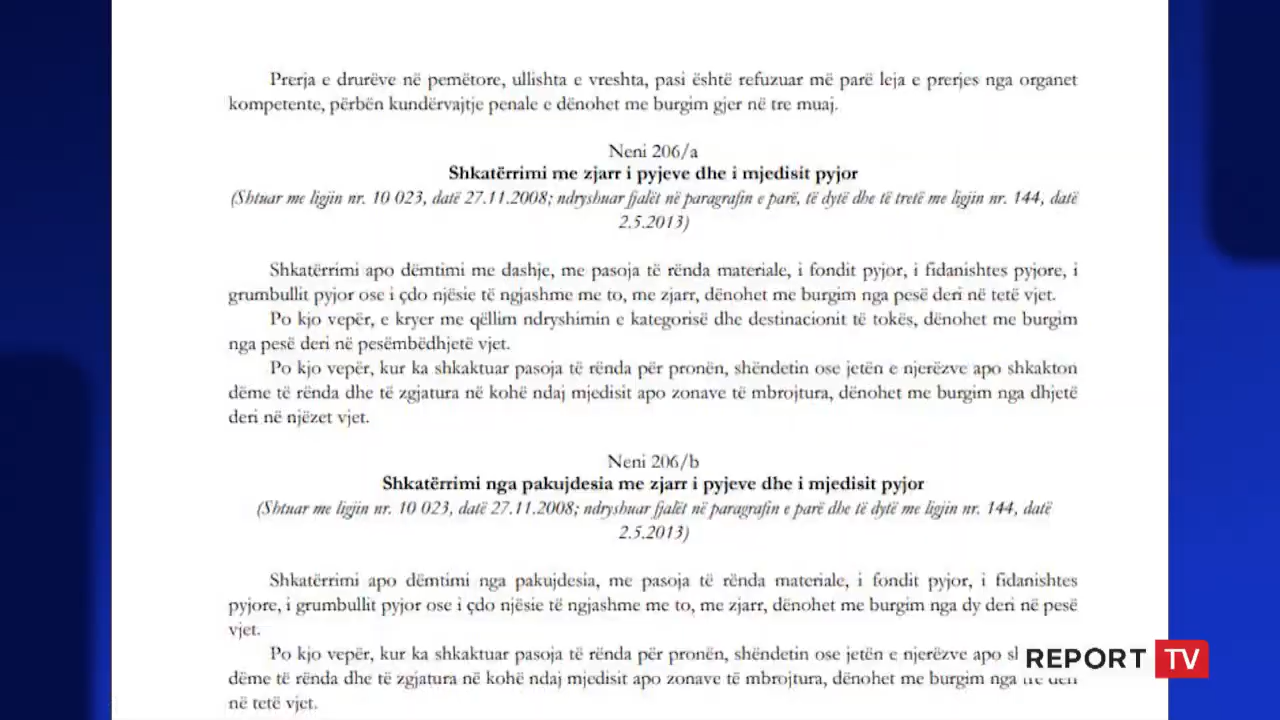 Prerja e drurëve në pemëtore, ullishta e vreshta, pasi është refuzuar më parë leja e prerjes nga organet
kompetente, përbën kundërvajtje penale e dënohet me burgim gjer në tre muaj.
Neni 206/a
Shkatërrimi me zjarr i pyjeve dhe i mjedisit pyjor
(Shtuar me ligjin nr. 10 023, datë 27.11.2008; ndryshuar fjalët në paragrafin e parë, të dytë dhe të tretë me ligjin nr. 144, datë
2.5.2013)
Shkatërrimi apo dëmtimi me dashje, me pasoja të rënda materiale, i fondit pyjor, i fidanishtes pyjore, i
grumbullit pyjor ose i çdo njësie të ngjashme me to, me zjarr, dënohet me burgim nga pesë deri në tetë vjet.
Po kjo vepër, e kryer me qëllim ndryshimin e kategorisë dhe destinacionit të tokës, dënohet me burgim
nga pesë deri në pesëmbëdhjetë vjet.
Po kjo vepër, kur ka shkaktuar pasoja të rënda për pronën, shëndetin ose jetën e njerëzve apo shkakton
dëme të rënda dhe të zgjatura në kohë ndaj mjedisit apo zonave të mbrojtura, dënohet me burgim nga dhjetë
deri në njëzet vjet.
Neni 206/b
Shkatërrimi nga pakujdesia me zjarr i pyjeve dhe i mjedisit pyjor
(Shtuar me ligjin nr. 10 023, datë 27.11.2008; ndryshuar fjalët në paragrafin e parë dhe të dytë me ligjin nr. 144, datë
2.5.2013)
Shkatërrimi apo dëmtimi nga pakujdesia, me pasoja të rënda materiale, i fondit pyjor, i fidanishtes
pyjore, i grumbullit pyjor ose i çdo njësie të ngjashme me to, me zjarr, dënohet me burgim nga dy deri në pesë
vjet.
Po kjo vepër, kur ka shkaktuar pasoja të rënda për pronën, shëndetin ose jetën e njerëzve apo
dëme të rënda dhe të zgjatura në kohë ndaj mjedisit apo zonave të mbrojtura, dënohet me burgim nga
në tetë vjet.
REPORT TV